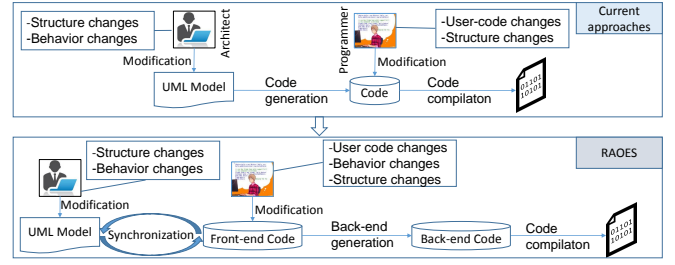 -Structure changes
-Behavior changes
Architect
Programmer
-User-code changes
-Structure changes
Current
approaches
Modification
Modification
UML Model
Code
generation
Code
Code
compilaton
01101
10101
-Structure changes
-Behavior changes
-User code changes
-Behavior changes
-Structure changes
RAOES
Modification
Modification
UML Model
Synchronization
Front-end Code
Back-end
generation
Back-end Code
Code
compilaton
01101
10101